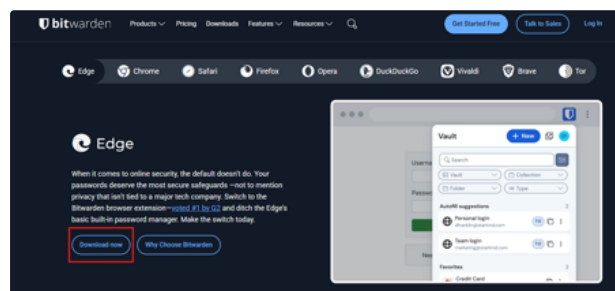 bitwarden Products Pricing Downloads Features Resources Get Started Free Talk to Sales Log In
Edge Chrome Safari Firefox Opera DuckDuckGo Vivaldi Brave Tor
Edge
When it comes to online security, the default doesn't do. Your
passwords deserve the most secure safeguards —not to mention
privacy that isn't tied to a major tech company. Switch to the
Bitwarden browser extension—voted #1 by G2 and ditch the Edge's
basic built-in password manager. Make the switch today.
Download now Why Choose Bitwarden
Vault + New
Search
Vault Collection
Folder Type
Autofill suggestions
Personal login
Fill
Team login
Fill
Favorites
Credit Card
Userna
Passwo